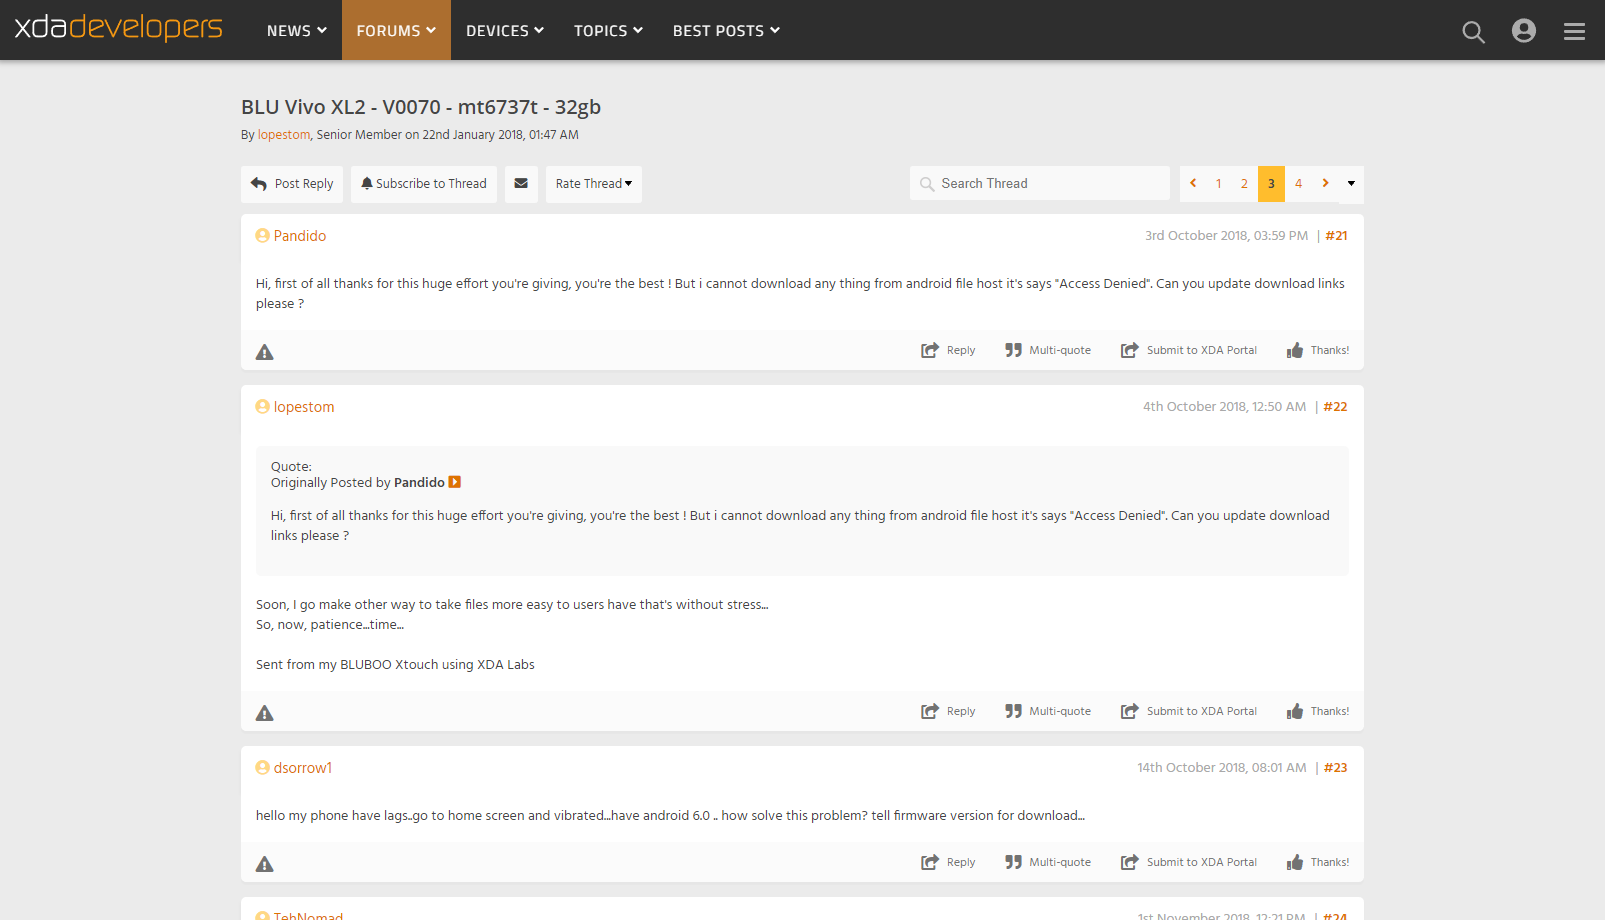 xdadevelopers NEWS FORUMS DEVICES TOPICS BEST POSTS
BLU Vivo XL2 - V0070 - mt6737t - 32gb
By lopestom, Senior Member on 22nd January 2018, 01:47 AM
Post Reply Subscribe to Thread Rate Thread Search Thread 1 2 3 4
Pandido 3rd October 2018, 03:59 PM | #21
Hi, first of all thanks for this huge effort you're giving, you're the best ! But i cannot download any thing from android file host it's says "Access Denied". Can you update download links
please ?
Reply Multi-quote Submit to XDA Portal Thanks!
lopestom 4th October 2018, 12:50 AM | #22
Quote:
Originally Posted by Pandido
Hi, first of all thanks for this huge effort you're giving, you're the best ! But i cannot download any thing from android file host it's says "Access Denied". Can you update download
links please ?
Soon, I go make other way to take files more easy to users have that's without stress...
So, now, patience...time...
Sent from my BLUBOO Xtouch using XDA Labs
Reply Multi-quote Submit to XDA Portal Thanks!
dsorrow1 14th October 2018, 08:01 AM | #23
hello my phone have lags..go to home screen and vibrated...have android 6.0 .. how solve this problem? tell firmware version for download...
Reply Multi-quote Submit to XDA Portal Thanks!
TehNomad 1st November 2018, 12:21 PM | #24